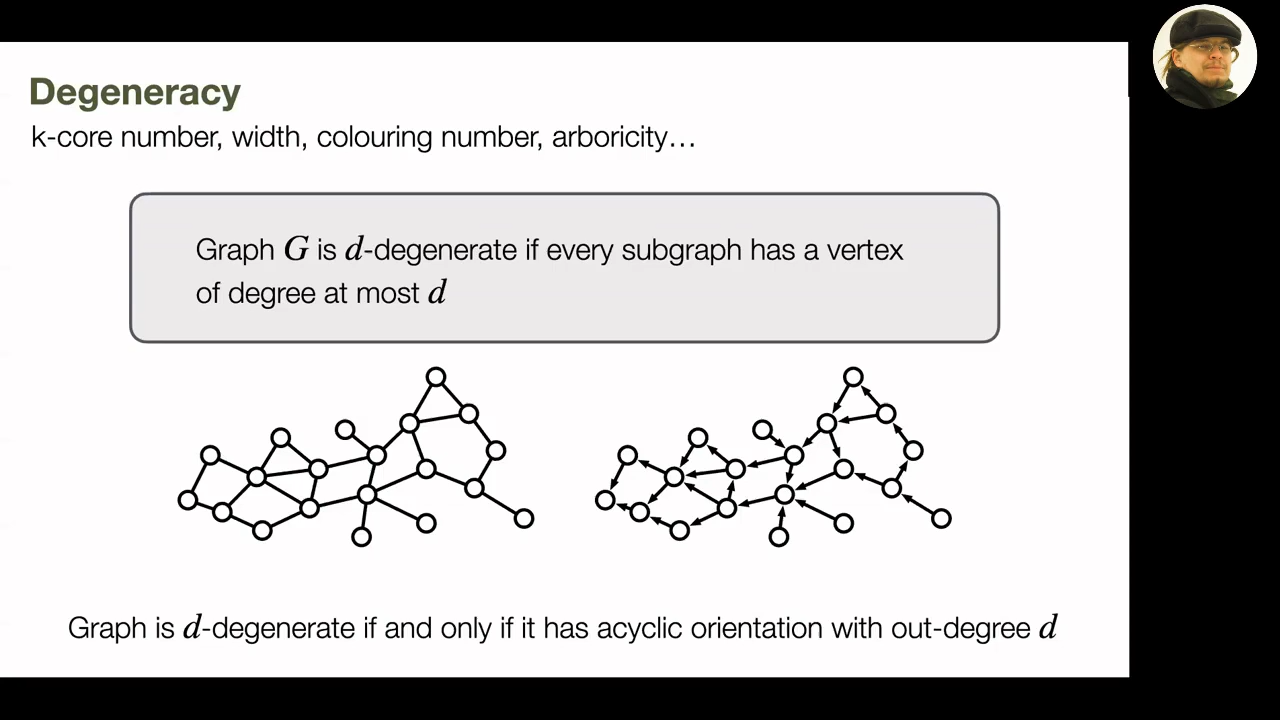 Degeneracy
k-core number, width, colouring number, arboricity…
Graph G is d-degenerate if every subgraph has a vertex
of degree at most d
Graph is d-degenerate if and only if it has acyclic orientation with out-degree d